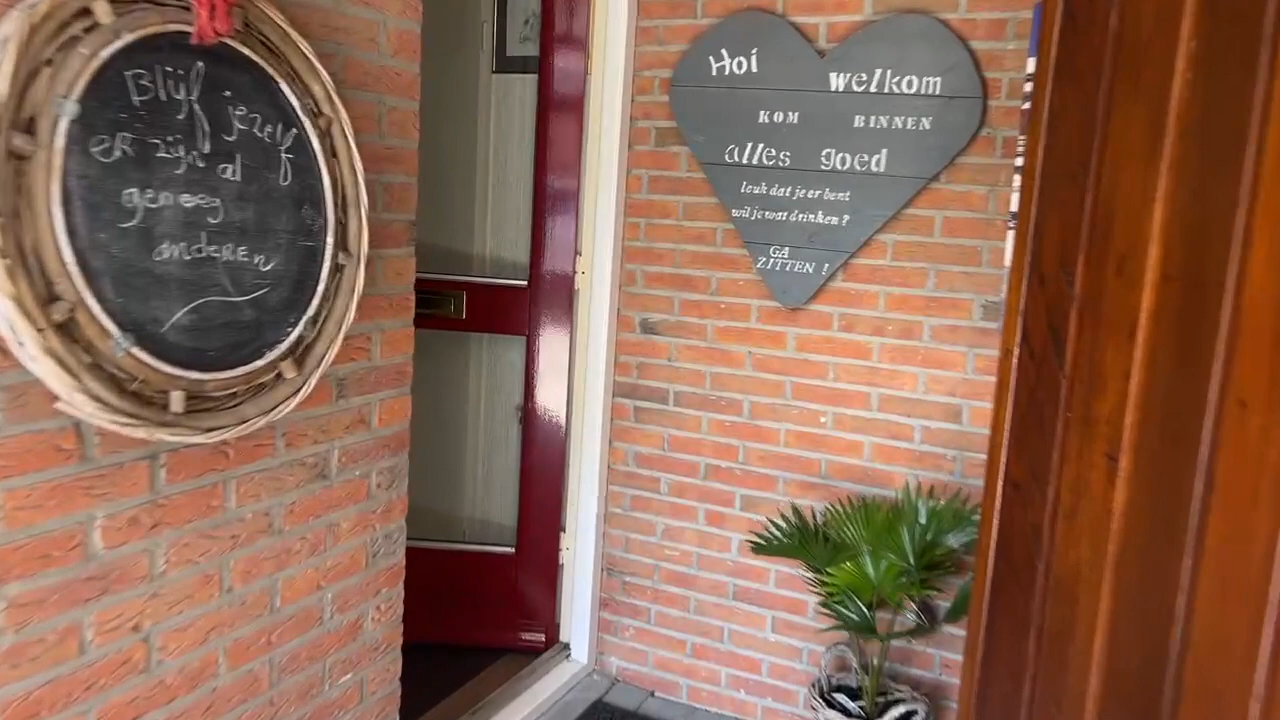 Blijf jezelf
er zijn al
genoeg
anderen
Hoi welkom
KOM BINNEN
alles goed
leuk dat je er bent
wil je wat drinken?
GA
ZITTEN !